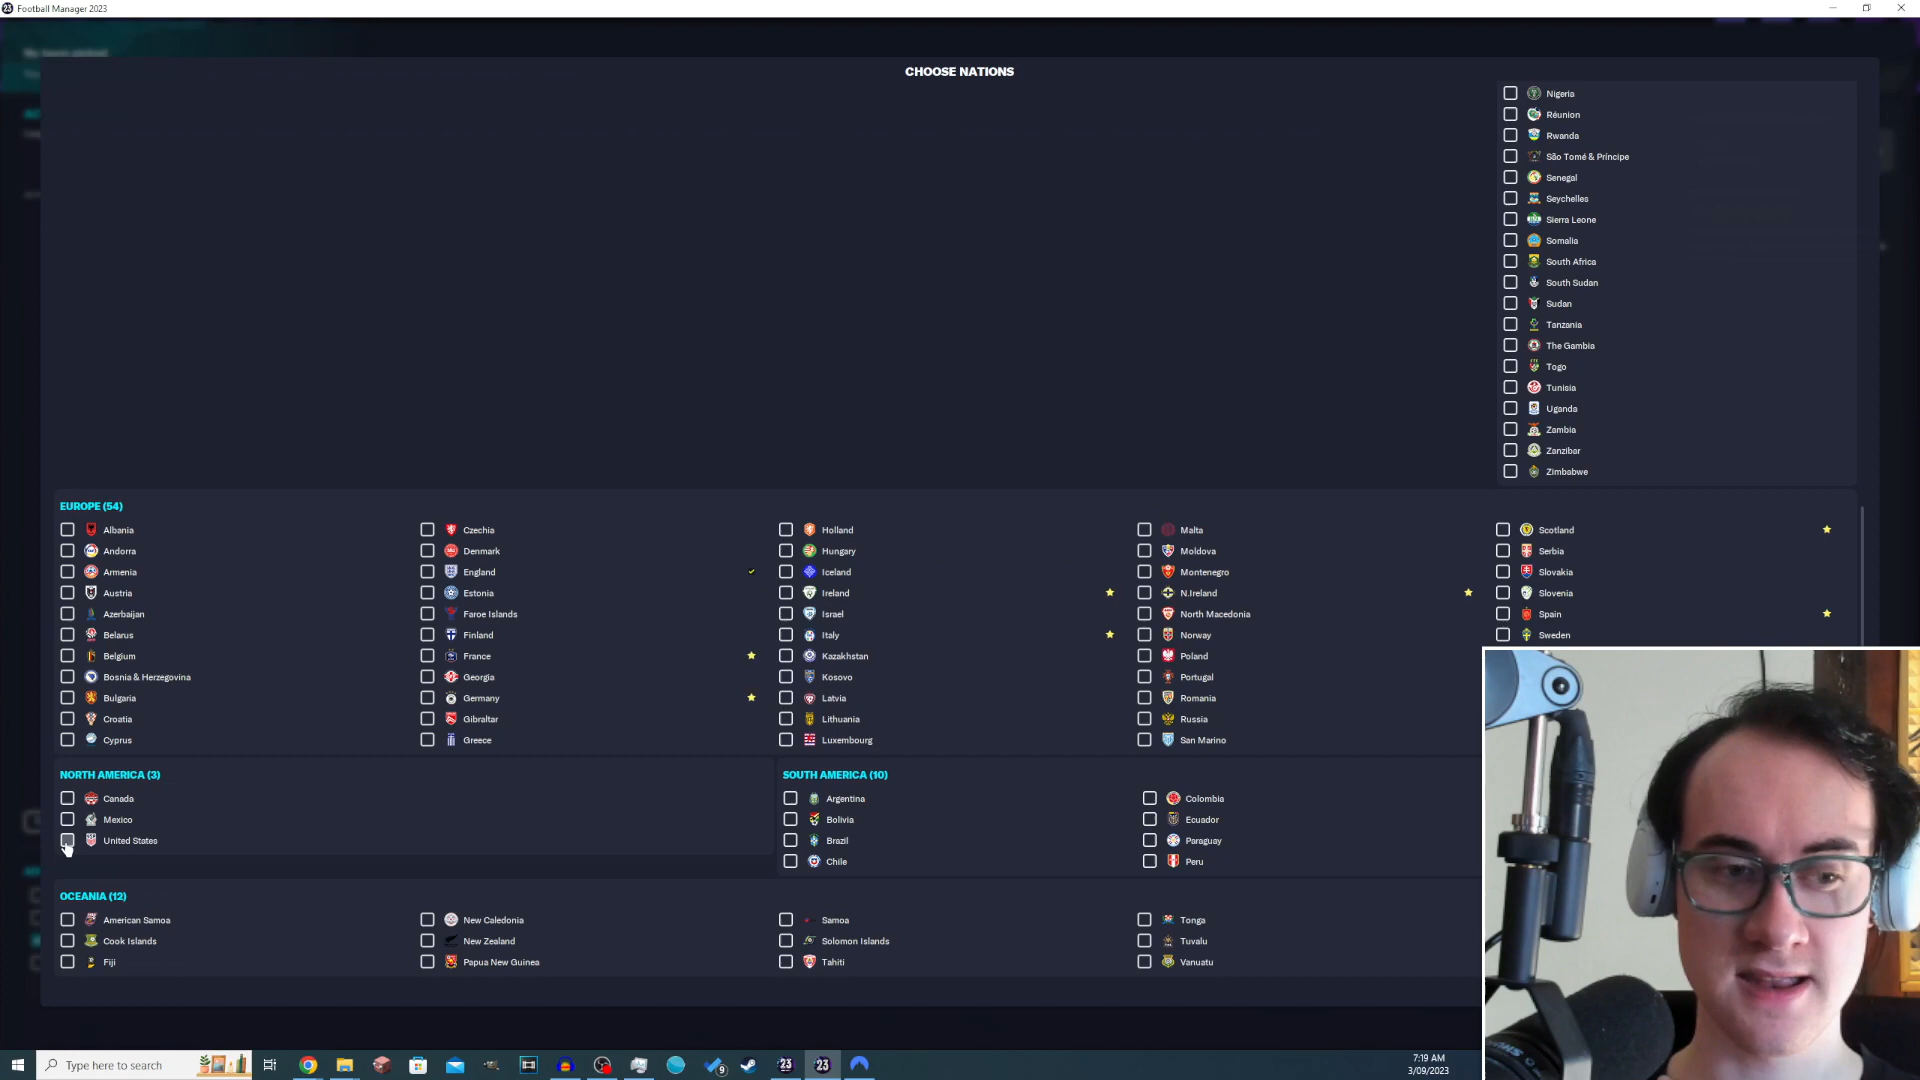 Football Manager 2023
CHOOSE NATIONS
Nigeria
Réunion
Rwanda
São Tomé & Príncipe
Senegal
Seychelles
Sierra Leone
Somalia
South Africa
South Sudan
Sudan
Tanzania
The Gambia
Togo
Tunisia
Uganda
Zambia
Zanzibar
Zimbabwe
EUROPE (54)
Albania
Andorra
Armenia
Austria
Azerbaijan
Belarus
Belgium
Bosnia & Herzegovina
Bulgaria
Croatia
Cyprus
Czechia
Denmark
England
Estonia
Faroe Islands
Finland
France
Georgia
Germany
Gibraltar
Greece
Holland
Hungary
Iceland
Ireland
Israel
Italy
Kazakhstan
Kosovo
Latvia
Lithuania
Luxembourg
Malta
Moldova
Montenegro
N.Ireland
North Macedonia
Norway
Poland
Portugal
Romania
Russia
San Marino
Scotland
Serbia
Slovakia
Slovenia
Spain
Sweden
NORTH AMERICA (3)
Canada
Mexico
United States
SOUTH AMERICA (10)
Argentina
Bolivia
Brazil
Chile
Colombia
Ecuador
Paraguay
Peru
OCEANIA (12)
American Samoa
Cook Islands
Fiji
New Caledonia
New Zealand
Papua New Guinea
Samoa
Solomon Islands
Tahiti
Tonga
Tuvalu
Vanuatu
Type here to search
9
23
23
7:19 AM
3/09/2023